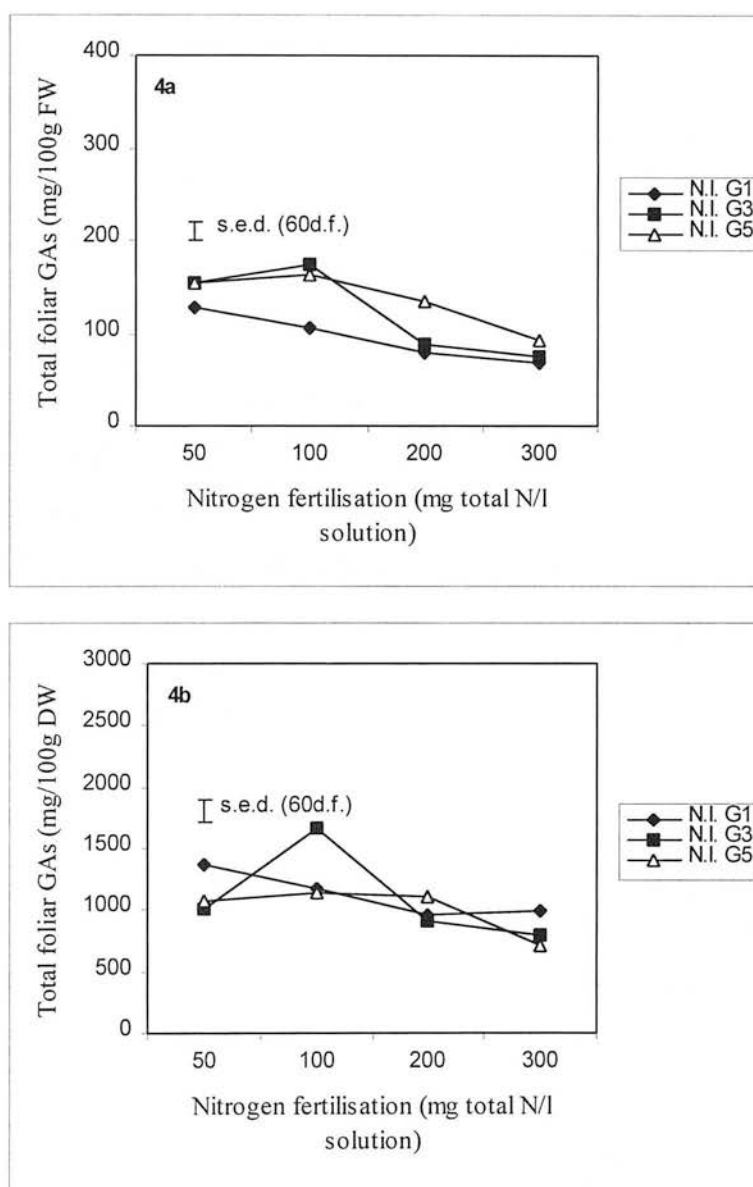 4a
400
300
200
100
0
Total foliar GAs (mg/100g FW)
s.e.d. (60d.f.)
50 100 200 300
Nitrogen fertilisation (mg total N/l
solution)
N.I. G1
N.I. G3
N.I. G5
4b
3000
2500
2000
1500
1000
500
0
Total foliar GAs (mg/100g DW)
s.e.d. (60d.f.)
50 100 200 300
Nitrogen fertilisation (mg total N/l
solution)
N.I. G1
N.I. G3
N.I. G5